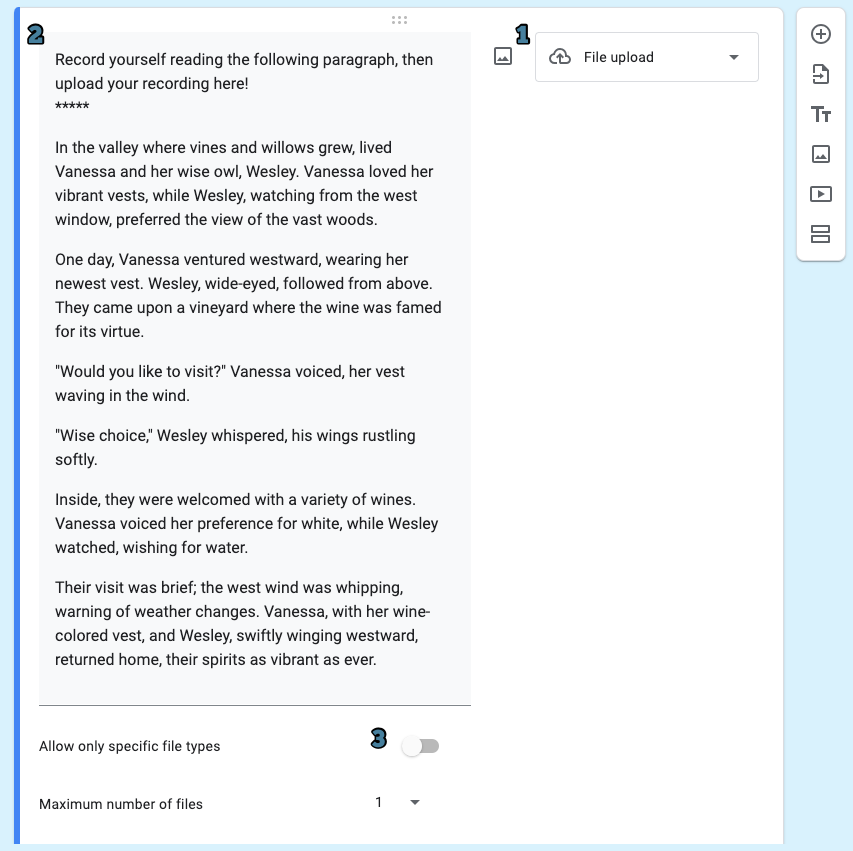 2
1
Record yourself reading the following paragraph, then
upload your recording here!
*****
File upload
In the valley where vines and willows grew, lived
Vanessa and her wise owl, Wesley. Vanessa loved her
vibrant vests, while Wesley, watching from the west
window, preferred the view of the vast woods.
One day, Vanessa ventured westward, wearing her
newest vest. Wesley, wide-eyed, followed from above.
They came upon a vineyard where the wine was famed
for its virtue.
"Would you like to visit?" Vanessa voiced, her vest
waving in the wind.
"Wise choice," Wesley whispered, his wings rustling
softly.
Inside, they were welcomed with a variety of wines.
Vanessa voiced her preference for white, while Wesley
watched, wishing for water.
Their visit was brief; the west wind was whipping,
warning of weather changes. Vanessa, with her wine-
colored vest, and Wesley, swiftly winging westward,
returned home, their spirits as vibrant as ever.
Allow only specific file types
3
Maximum number of files
1
Tт